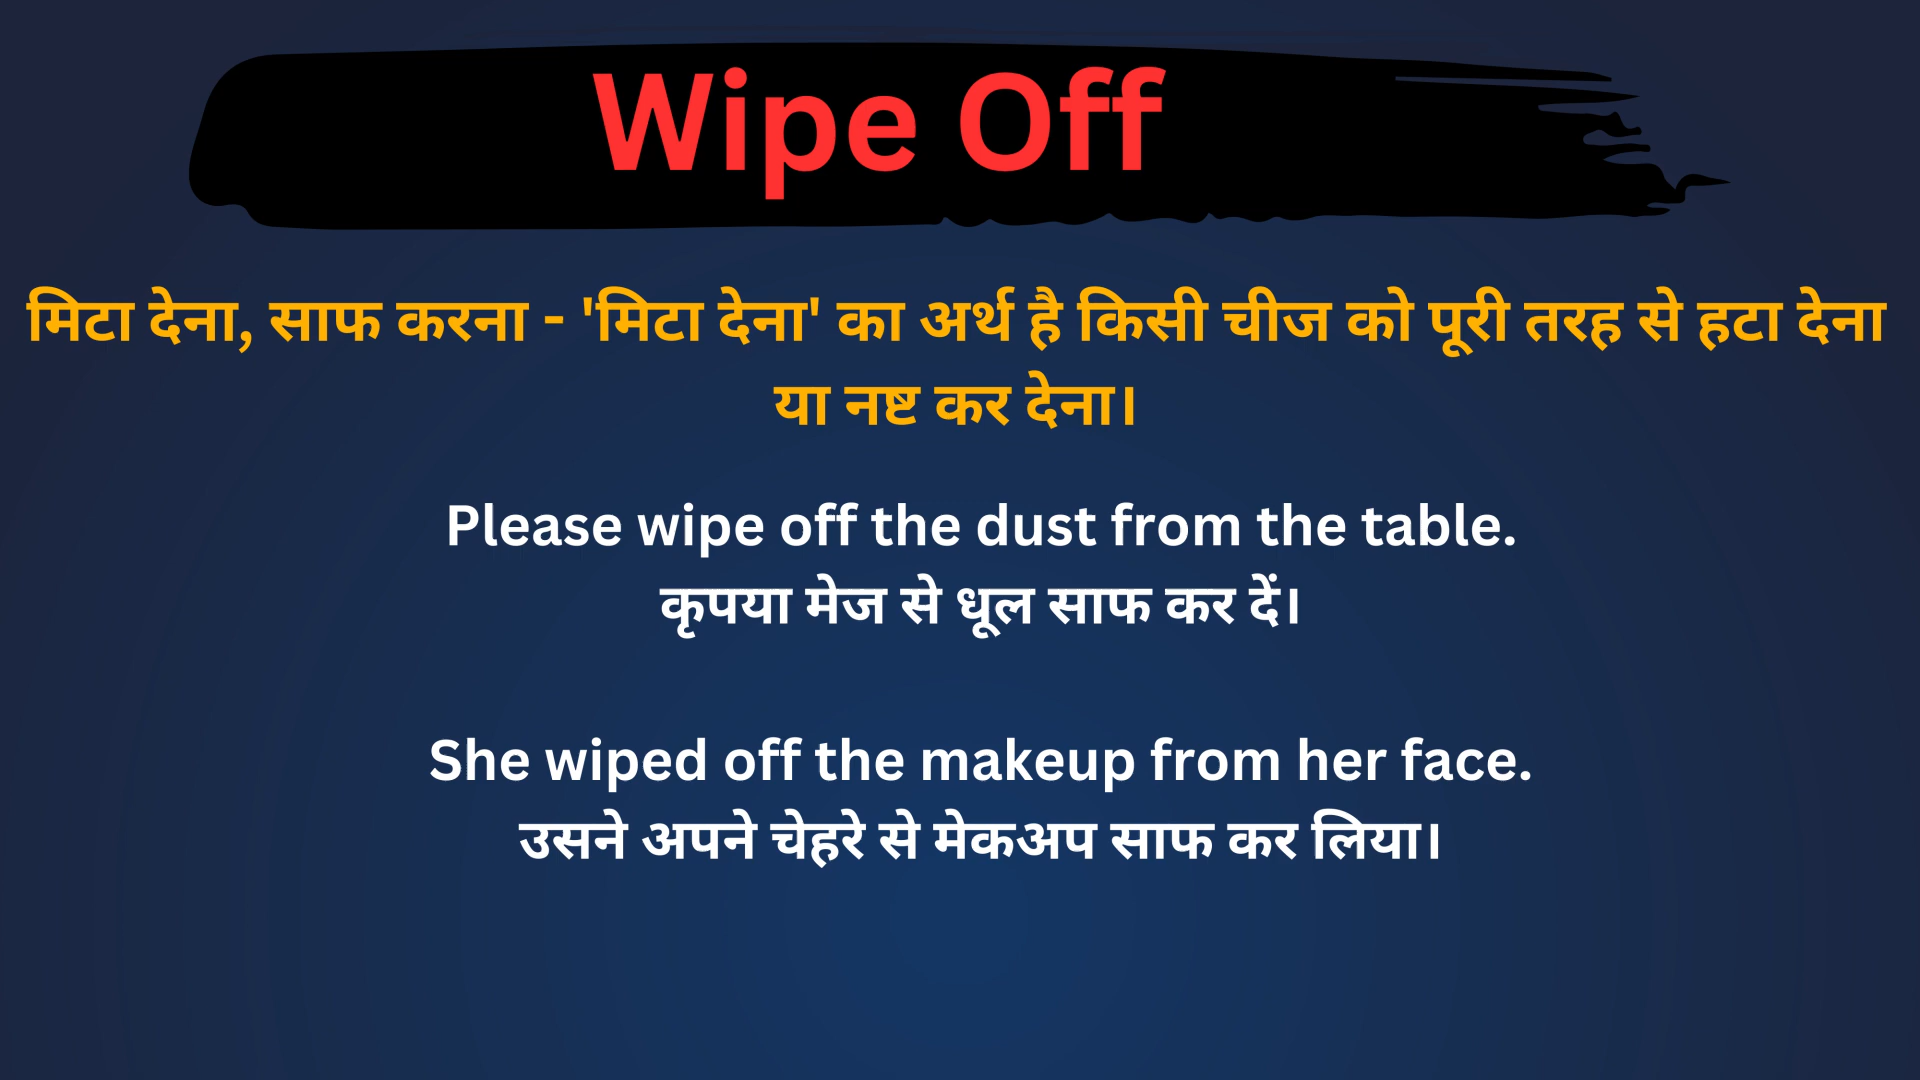 Wipe Off
मिटा देना, साफ करना - 'मिटा देना' का अर्थ है किसी चीज को पूरी तरह से हटा देना
या नष्ट कर देना।
Please wipe off the dust from the table.
कृपया मेज से धूल साफ कर दें।
She wiped off the makeup from her face.
उसने अपने चेहरे से मेकअप साफ कर लिया।